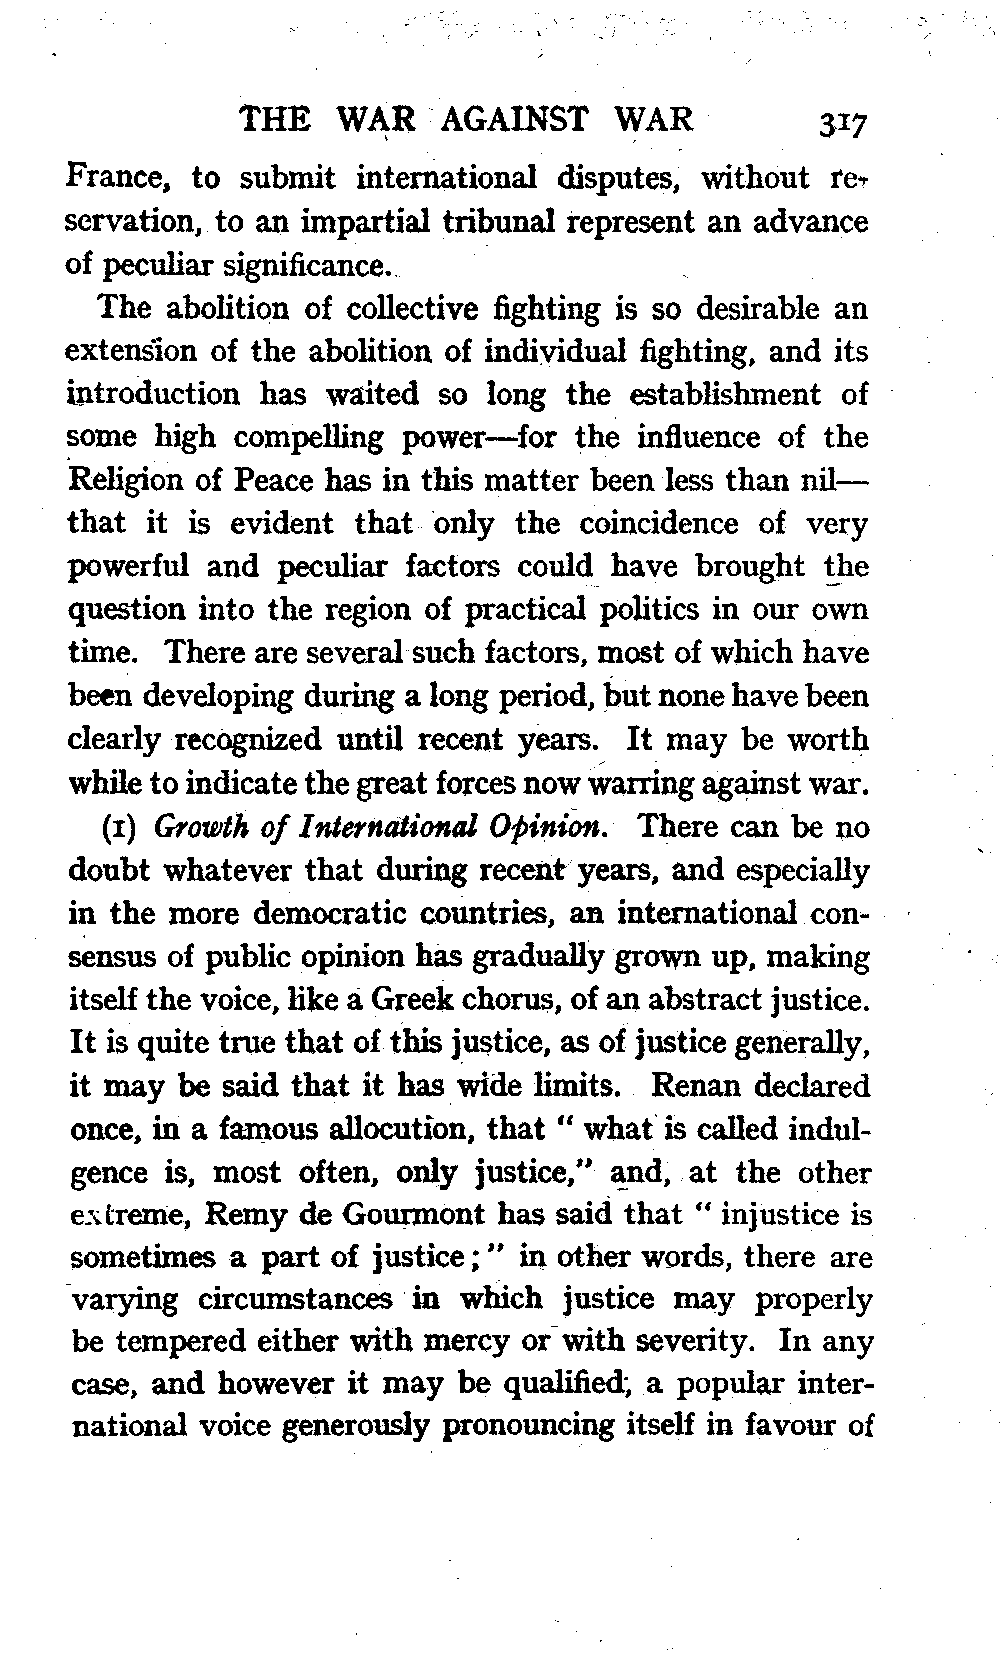 THE WAR AGAINST WAR 317
France, to submit international disputes, without re-
servation, to an impartial tribunal represent an advance
of peculiar significance.
The abolition of collective fighting is so desirable an
extension of the abolition of individual fighting, and its
introduction has waited so long the establishment of
some high compelling power—for the influence of the
Religion of Peace has in this matter been less than nil—
that it is evident that only the coincidence of very
powerful and peculiar factors could have brought the
question into the region of practical politics in our own
time. There are several such factors, most of which have
been developing during a long period, but none have been
clearly recognized until recent years. It may be worth
while to indicate the great forces now warring against war.
(1) Growth of International Opinion. There can be no
doubt whatever that during recent years, and especially
in the more democratic countries, an international con-
sensus of public opinion has gradually grown up, making
itself the voice, like a Greek chorus, of an abstract justice.
It is quite true that of this justice, as of justice generally,
it may be said that it has wide limits. Renan declared
once, in a famous allocution, that " what is called indul-
gence is, most often, only justice," and, at the other
extreme, Remy de Gourmont has said that " injustice is
sometimes a part of justice ; " in other words, there are
varying circumstances in which justice may properly
be tempered either with mercy or with severity. In any
case, and however it may be qualified, a popular inter-
national voice generously pronouncing itself in favour of